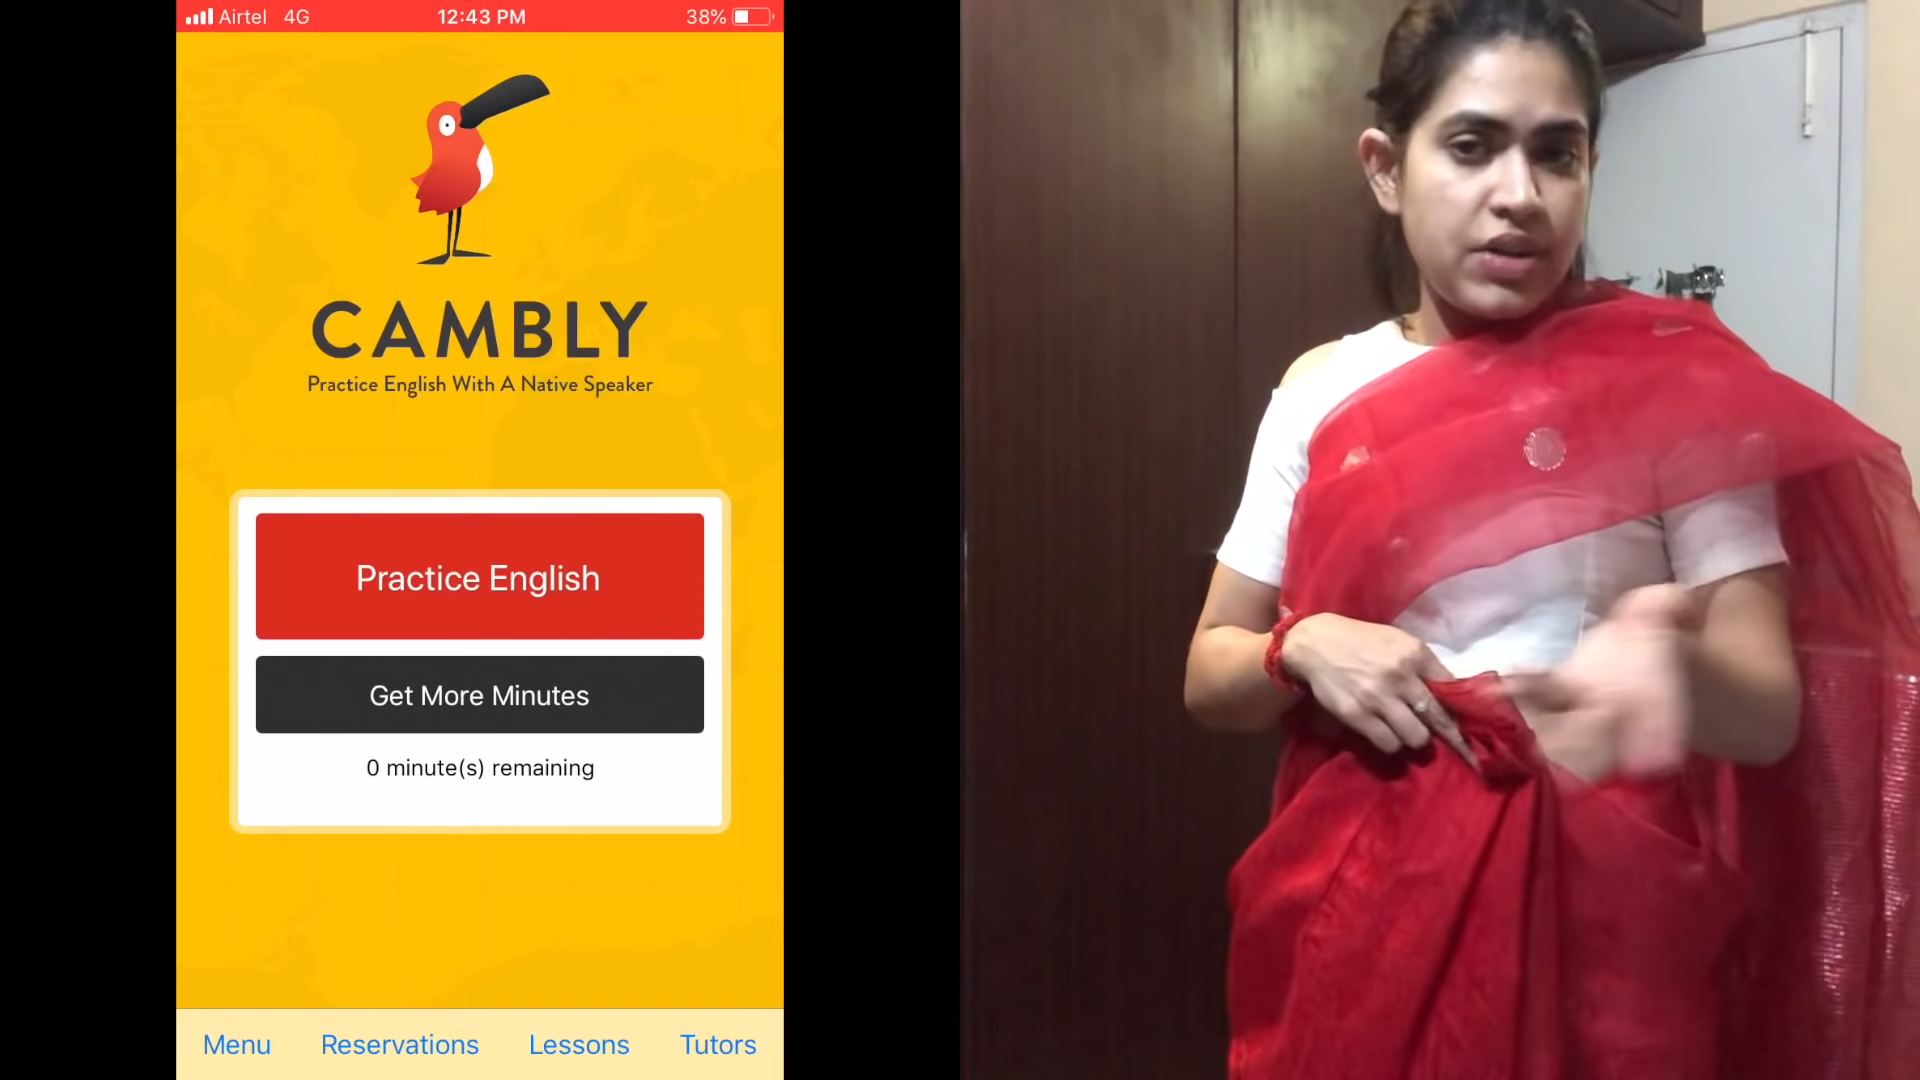 Airtel 4G 12:43 PM 38%
CAMBLY
Practice English With A Native Speaker
Practice English
Get More Minutes
0 minute(s) remaining
Menu Reservations Lessons Tutors